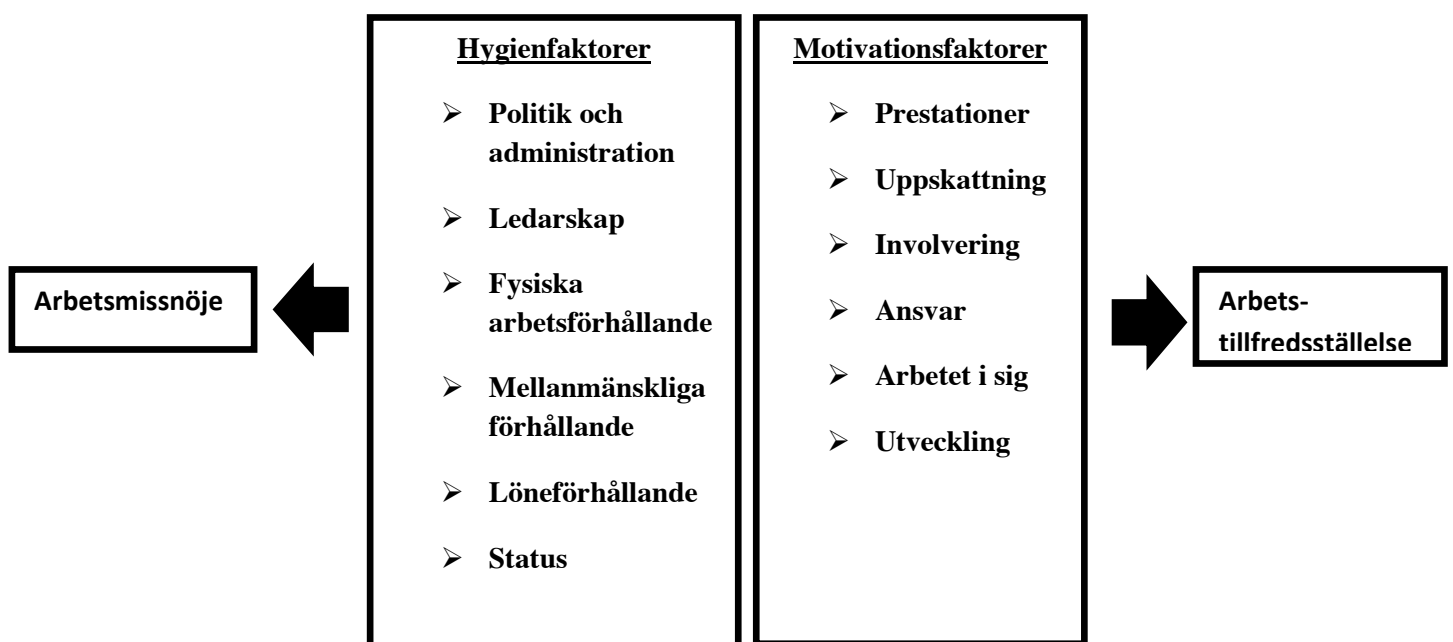 Hygienfaktorer
➢ Politik och
administration
➢ Ledarskap
➢ Fysiska
arbetsförhållande
➢ Mellanmänskliga
förhållande
➢ Löneförhållande
➢ Status
Motivationsfaktorer
➢ Prestationer
➢ Uppskattning
➢ Involvering
➢ Ansvar
➢ Arbetet i sig
➢ Utveckling
Arbetsmissnöje
Arbets-
tillfredsställelse